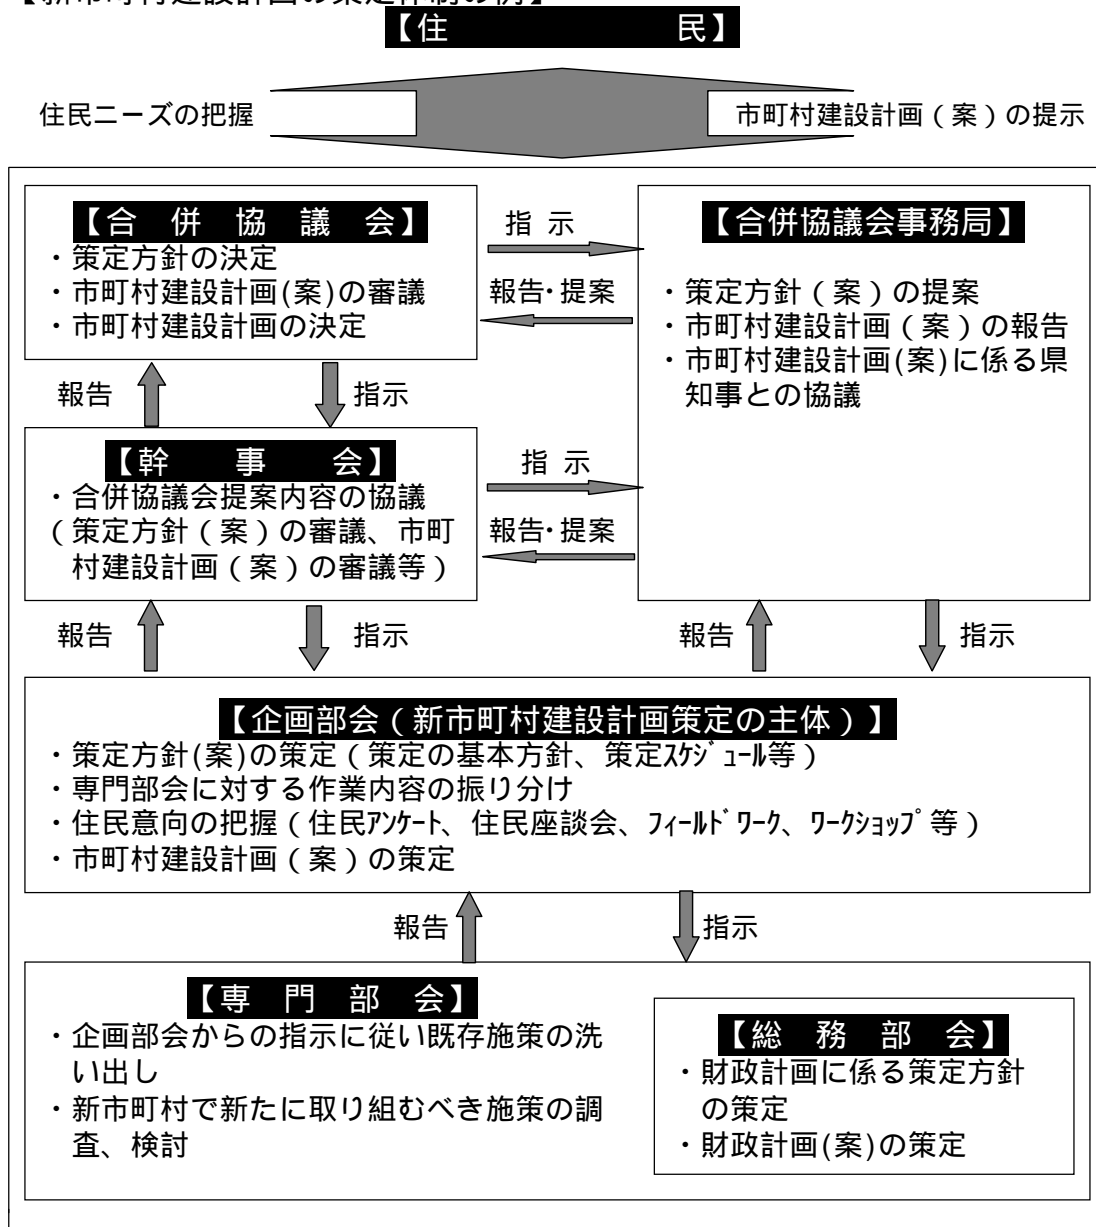 【新市町村建設計画の策定体制の例】
【住　　　　　　民】
住民ニーズの把握
市町村建設計画（案）の提示
【合　併　協　議　会】
・策定方針の決定
・市町村建設計画(案)の審議
・市町村建設計画の決定
指 示
報告･提案
【合併協議会事務局】
・策定方針（案）の提案
・市町村建設計画（案）の報告
・市町村建設計画(案)に係る県
知事との協議
報告
指示
【幹　　事　　会】
・合併協議会提案内容の協議
（策定方針（案）の審議、市町
村建設計画（案）の審議等）
指 示
報告･提案
報告
指示
報告
指示
【企画部会（新市町村建設計画策定の主体）】
・策定方針(案)の策定（策定の基本方針、策定ｽｹｼﾞｭｰﾙ等）
・専門部会に対する作業内容の振り分け
・住民意向の把握（住民ｱﾝｹｰﾄ、住民座談会、ﾌｨｰﾙﾄﾞﾜｰｸ、ﾜｰｸｼｮｯﾌﾟ等）
・市町村建設計画（案）の策定
報告
指示
【専　門　部　会】
・企画部会からの指示に従い既存施策の洗
い出し
・新市町村で新たに取り組むべき施策の調
査、検討
【総　務　部　会】
・財政計画に係る策定方針
の策定
・財政計画(案)の策定